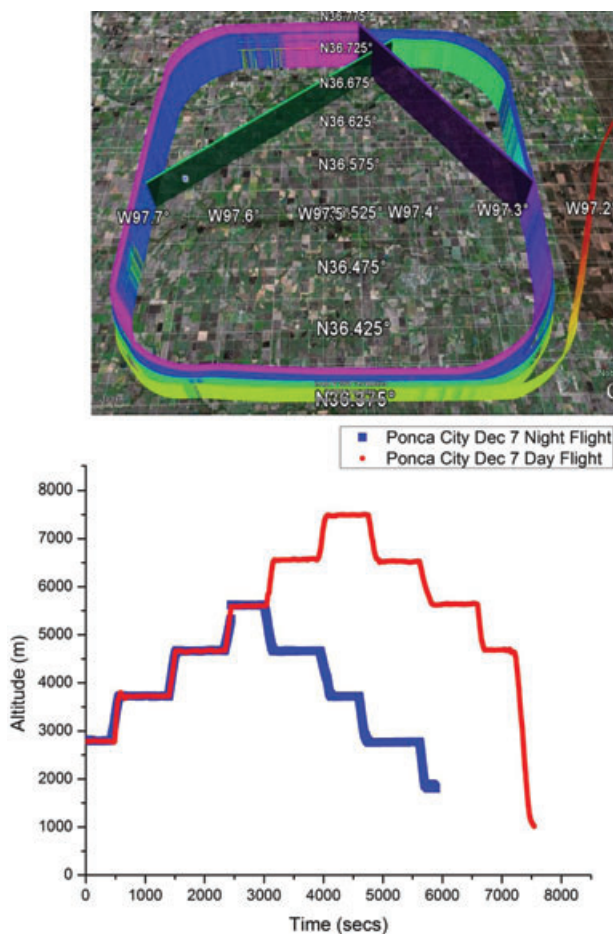 N36.775°
N36.725°
N36.675°
N36.625°
N36.575°
W97.7° W97.6° W97.5 .525° W97.4° W97.3° W97.2
N36.475°
N36.425°
N36.375°
Ponca City Dec 7 Night Flight
Ponca City Dec 7 Day Flight
8000
7000
6000
5000
4000
3000
2000
1000
0
Altitude (m)
0 1000 2000 3000 4000 5000 6000 7000 8000
Time (secs)